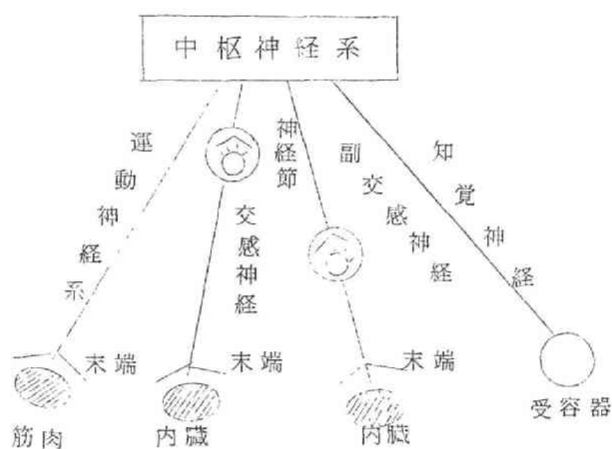 中枢神経系
運動神経系
交感神経
神経節
副交感神経
知覚神経
末端
末端
末端
筋肉
内臓
内臓
受容器